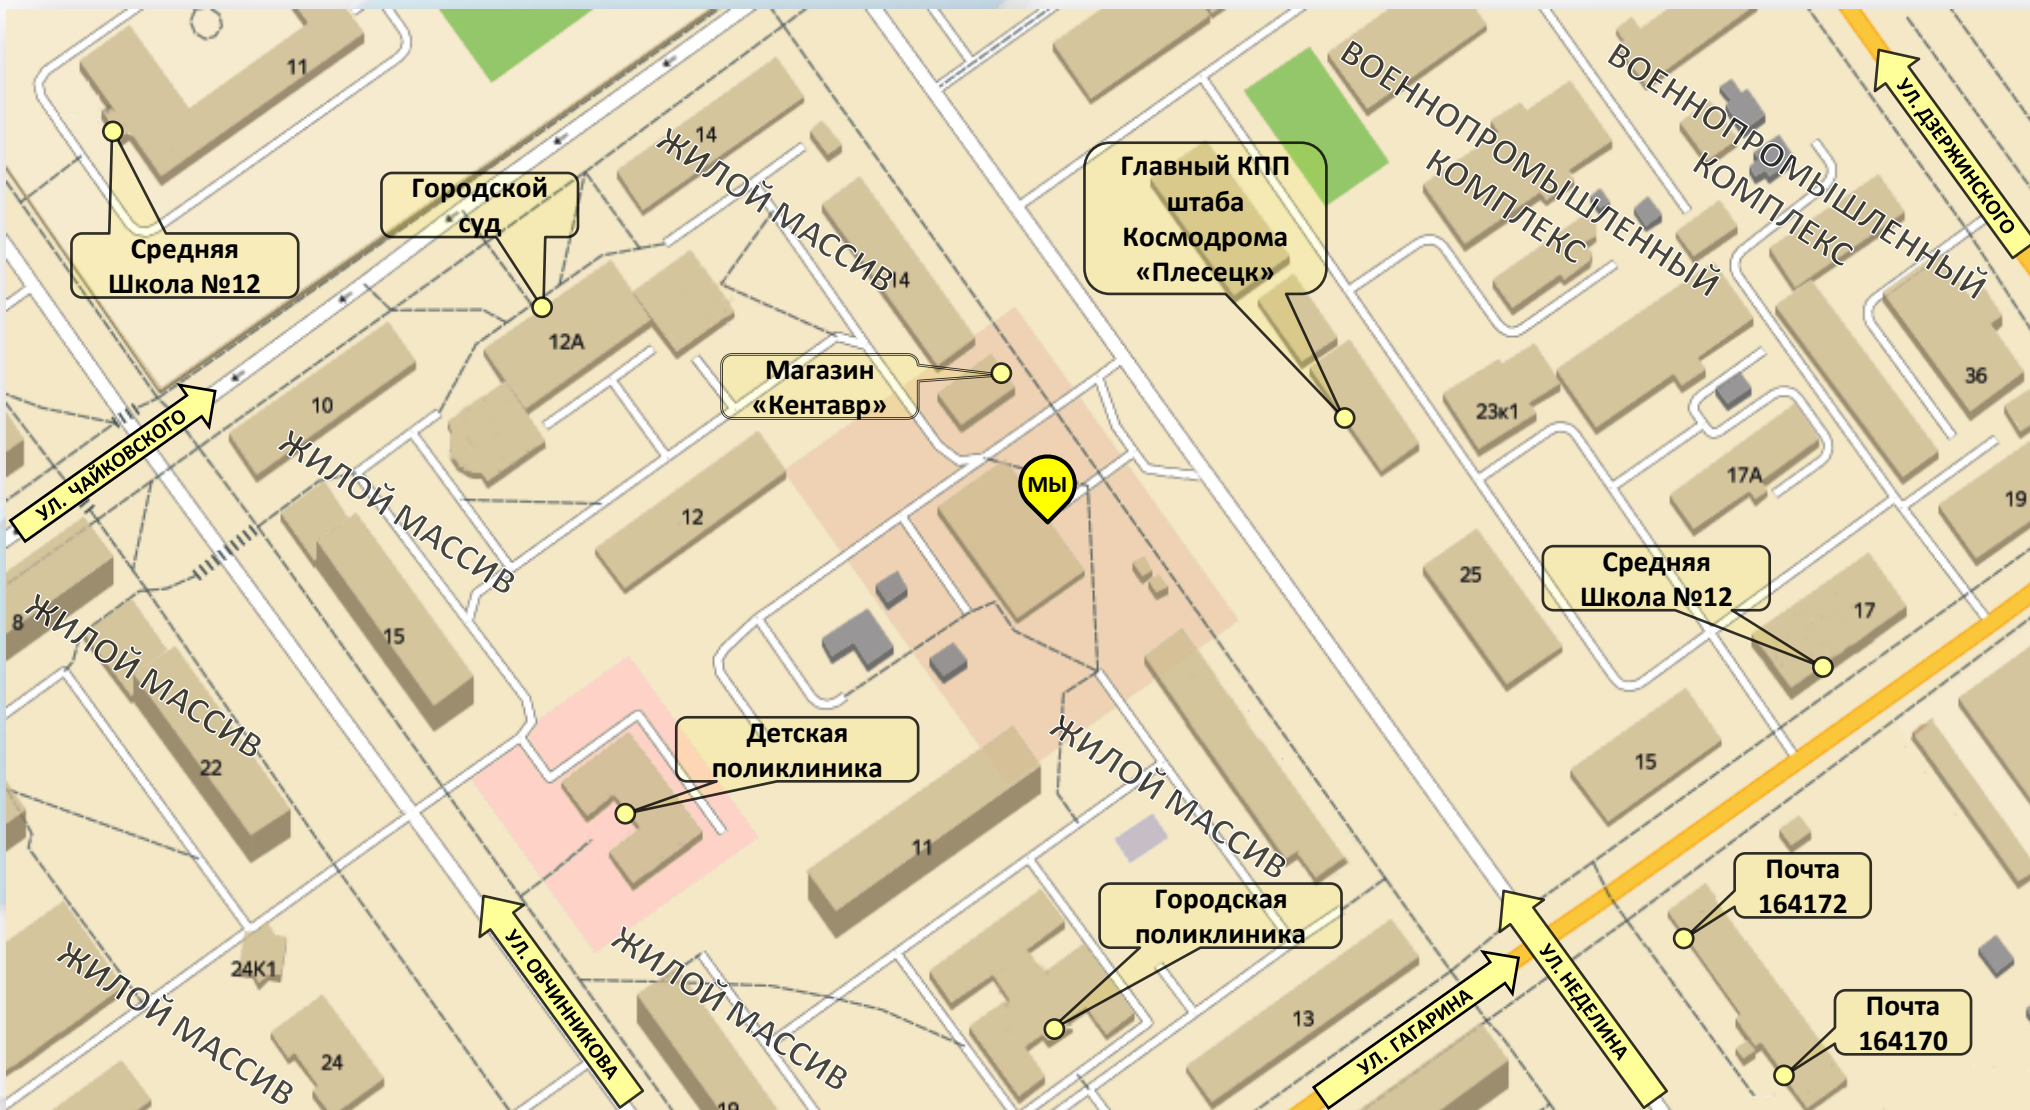 11
14
ЖИЛОЙ МАССИВ
14
Городской
суд
Средняя
Школа №12
Главный КПП
штаба
Космодрома
«Плесецк»
ВОЕННОПРОМЫШЛЕННЫЙ
КОМПЛЕКС
ВОЕННОПРОМЫШЛЕННЫЙ
КОМПЛЕКС
УЛ. ДЗЕРЖИНСКОГО
12А
Магазин
«Кентавр»
10
УЛ. ЧАЙКОВСКОГО
ЖИЛОЙ МАССИВ
36
23к1
17А
19
МЫ
12
15
8
ЖИЛОЙ МАССИВ
25
Средняя
Школа №12
17
22
Детская
поликлиника
11
ЖИЛОЙ МАССИВ
15
Почта
164172
Городская
поликлиника
УЛ. ОВЧИННИКОВА
ЖИЛОЙ МАССИВ
24К1
ЖИЛОЙ МАССИВ
24
19
13
УЛ. ГАГАРИНА
УЛ. НЕДЕЛИНА
Почта
164170